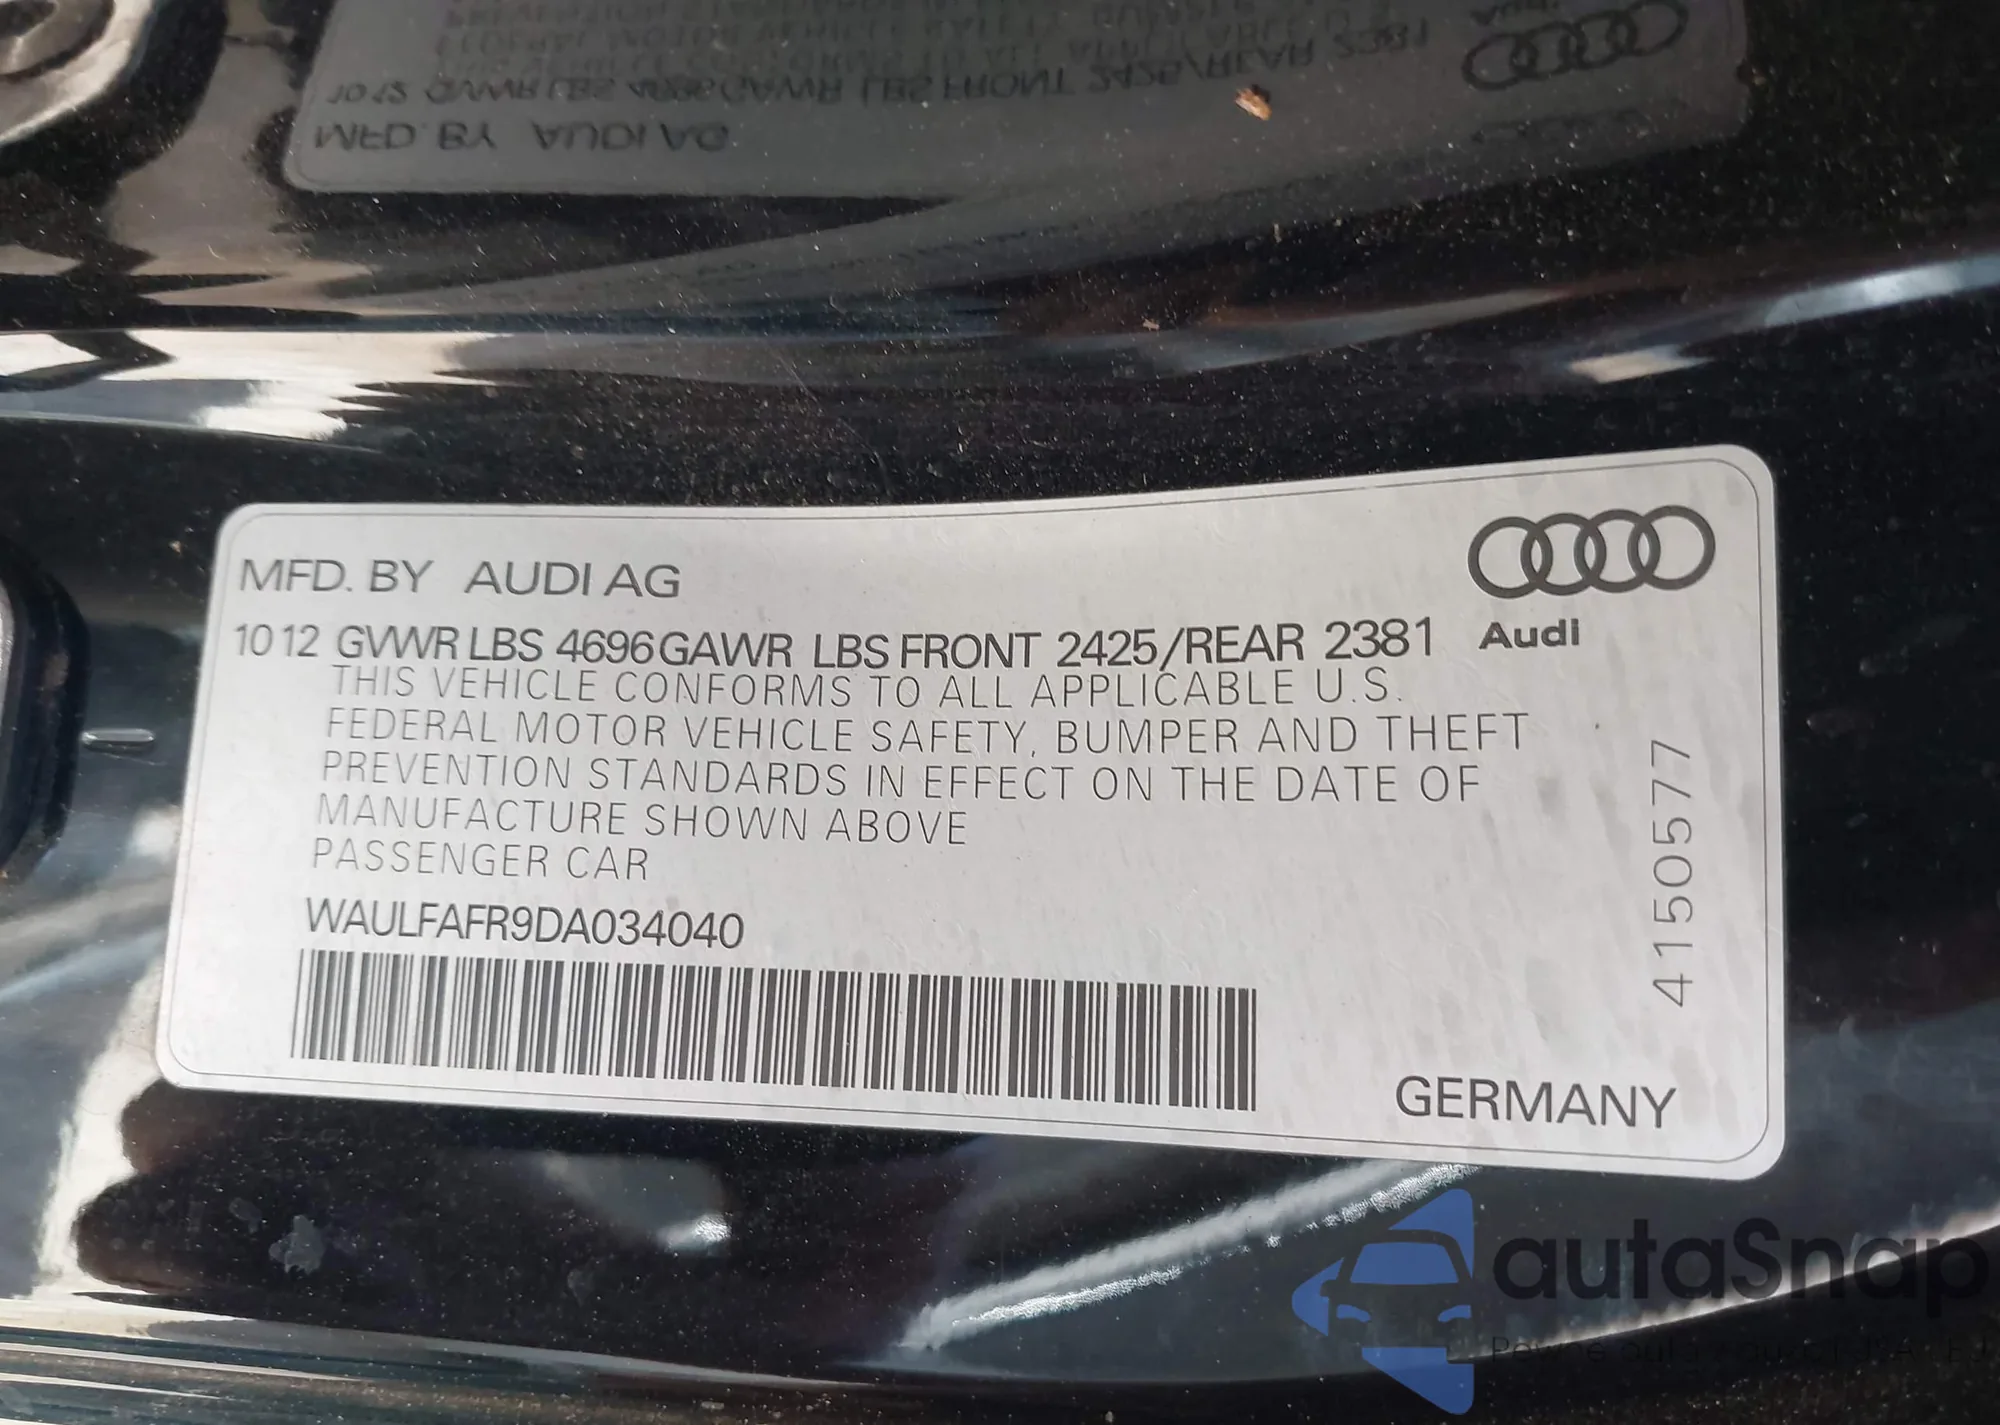 MFD. BY AUDI AG
10 12 GVWR LBS 4696 GAWR LBS FRONT 2425/REAR 2381
Audi
THIS VEHICLE CONFORMS TO ALL APPLICABLE U.S.
FEDERAL MOTOR VEHICLE SAFETY, BUMPER AND THEFT
PREVENTION STANDARDS IN EFFECT ON THE DATE OF
MANUFACTURE SHOWN ABOVE
PASSENGER CAR
WAULFAFR9DA034040
4150577
GERMANY
autaSnap